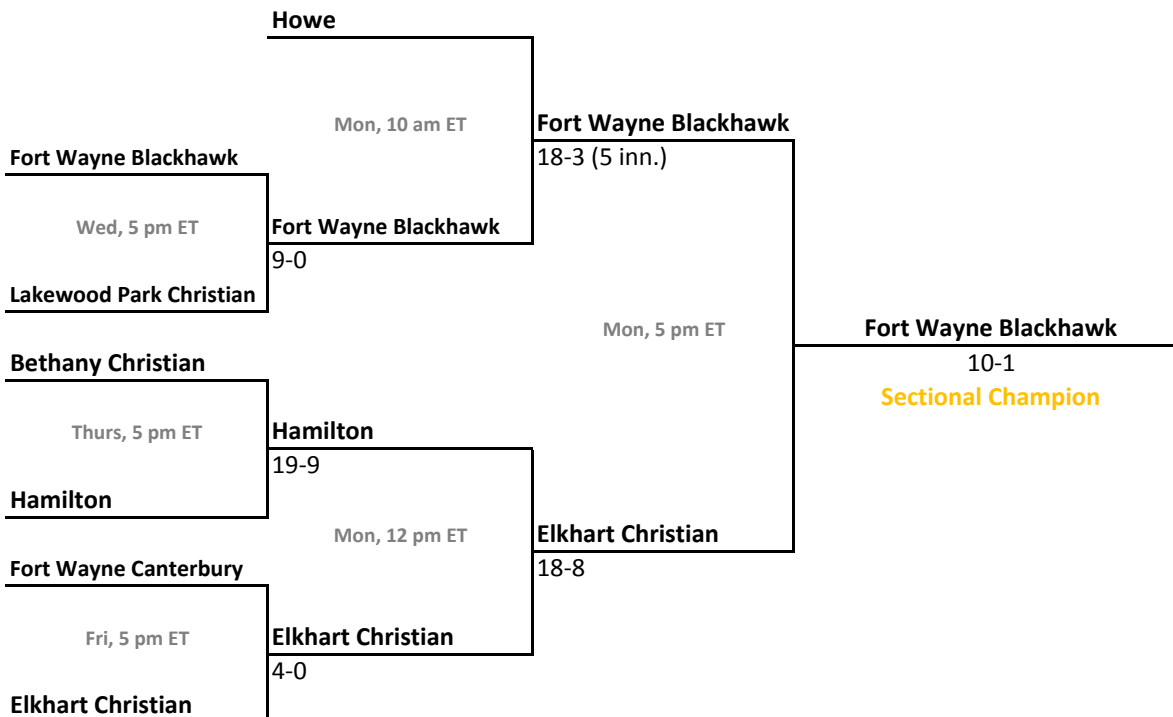 Howe
Mon, 10 am ET
Fort Wayne Blackhawk
18-3 (5 inn.)
Fort Wayne Blackhawk
Wed, 5 pm ET
Fort Wayne Blackhawk
9-0
Lakewood Park Christian
Mon, 5 pm ET
Fort Wayne Blackhawk
10-1
Sectional Champion
Bethany Christian
Thurs, 5 pm ET
Hamilton
19-9
Hamilton
Mon, 12 pm ET
Elkhart Christian
18-8
Fort Wayne Canterbury
Fri, 5 pm ET
Elkhart Christian
4-0
Elkhart Christian